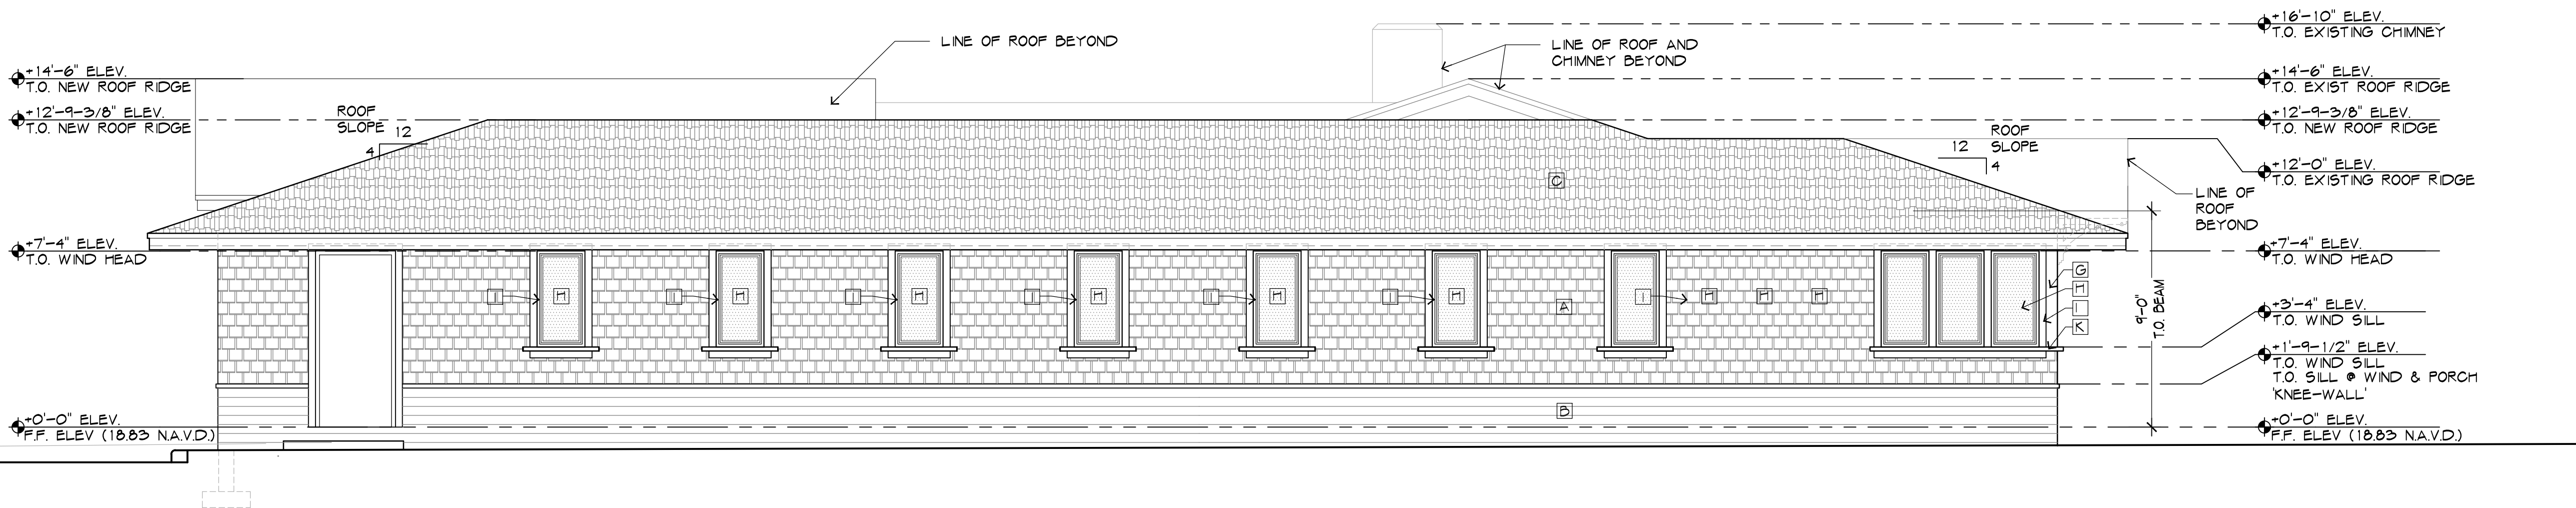 LINE OF ROOF BEYOND
LINE OF ROOF AND
CHIMNEY BEYOND
+16'-10" ELEV.
T.O. EXISTING CHIMNEY
+14'-6" ELEV.
T.O. NEW ROOF RIDGE
+14'-6" ELEV.
T.O. EXIST ROOF RIDGE
+12'-9-3/8" ELEV.
T.O. NEW ROOF RIDGE
ROOF
SLOPE
12
4
+12'-9-3/8" ELEV.
T.O. NEW ROOF RIDGE
ROOF
SLOPE
12
4
+12'-0" ELEV.
T.O. EXISTING ROOF RIDGE
C
LINE OF
ROOF
BEYOND
+7'-4" ELEV.
T.O. WIND HEAD
+7'-4" ELEV.
T.O. WIND HEAD
I H I H I H I H I H I H I H H H
A
G
H
I
K
9'-0"
T.O. BEAM
+3'-4" ELEV.
T.O. WIND SILL
+1'-9-1/2" ELEV.
T.O. WIND SILL
T.O. SILL @ WIND & PORCH
'KNEE-WALL'
B
+0'-0" ELEV.
F.F. ELEV (18.83 N.A.V.D.)
+0'-0" ELEV.
F.F. ELEV (18.83 N.A.V.D.)